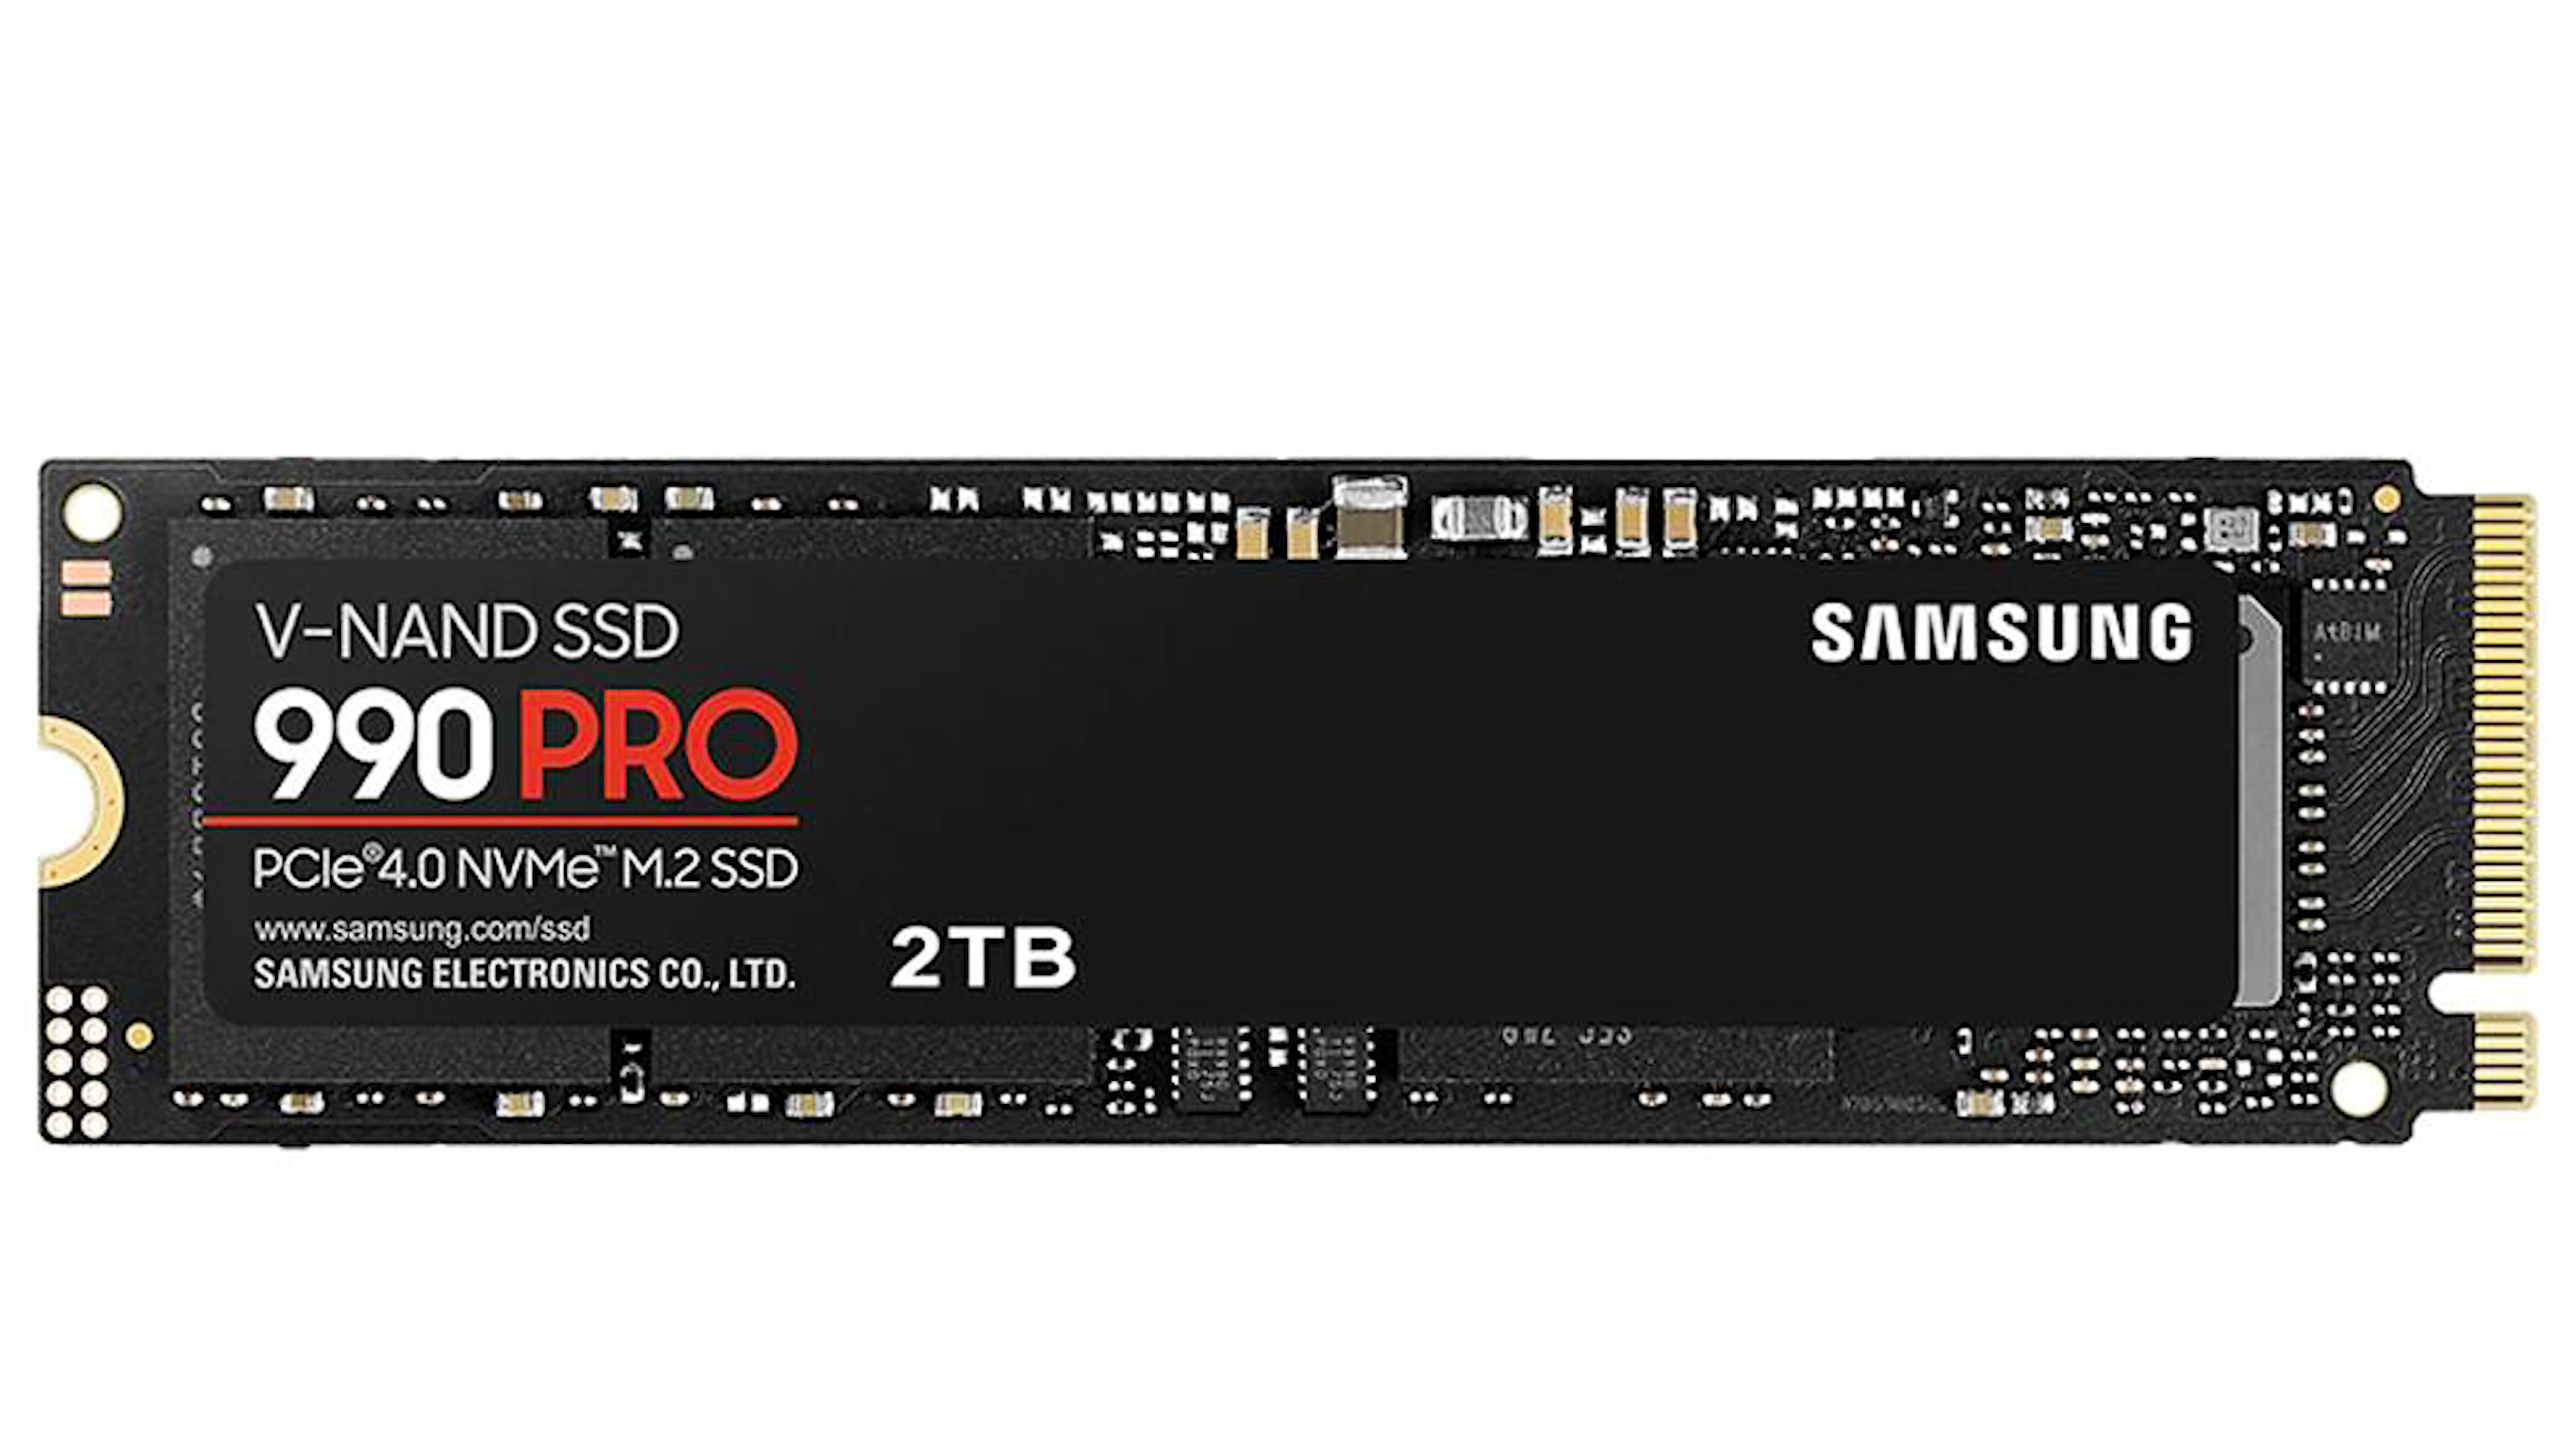 V-NAND SSD
SAMSUNG
990 PRO
PCIe®4.0 NVMe™ M.2 SSD
www.samsung.com/ssd
SAMSUNG ELECTRONICS CO., LTD.
2TB